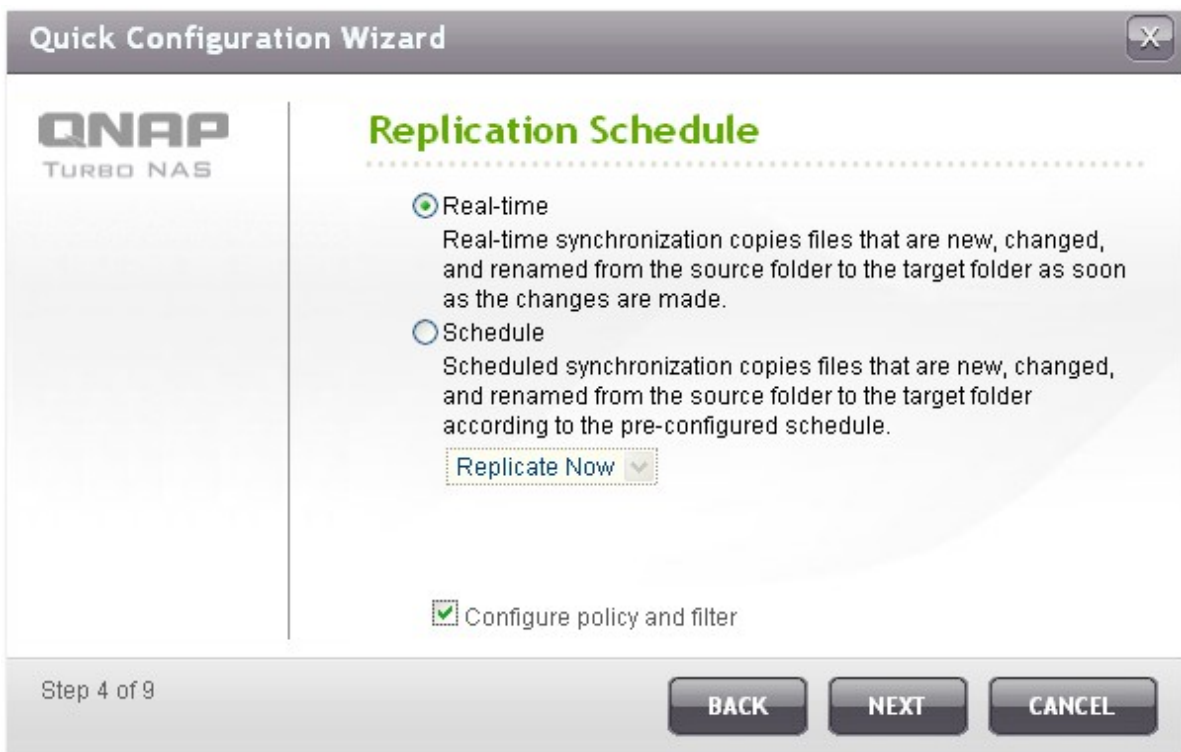 Quick Configuration Wizard
X
QNAP
TURBO NAS
Replication Schedule
Real-time
Real-time synchronization copies files that are new, changed,
and renamed from the source folder to the target folder as soon
as the changes are made.
Schedule
Scheduled synchronization copies files that are new, changed,
and renamed from the source folder to the target folder
according to the pre-configured schedule.
Replicate Now
Configure policy and filter
Step 4 of 9
BACK NEXT CANCEL